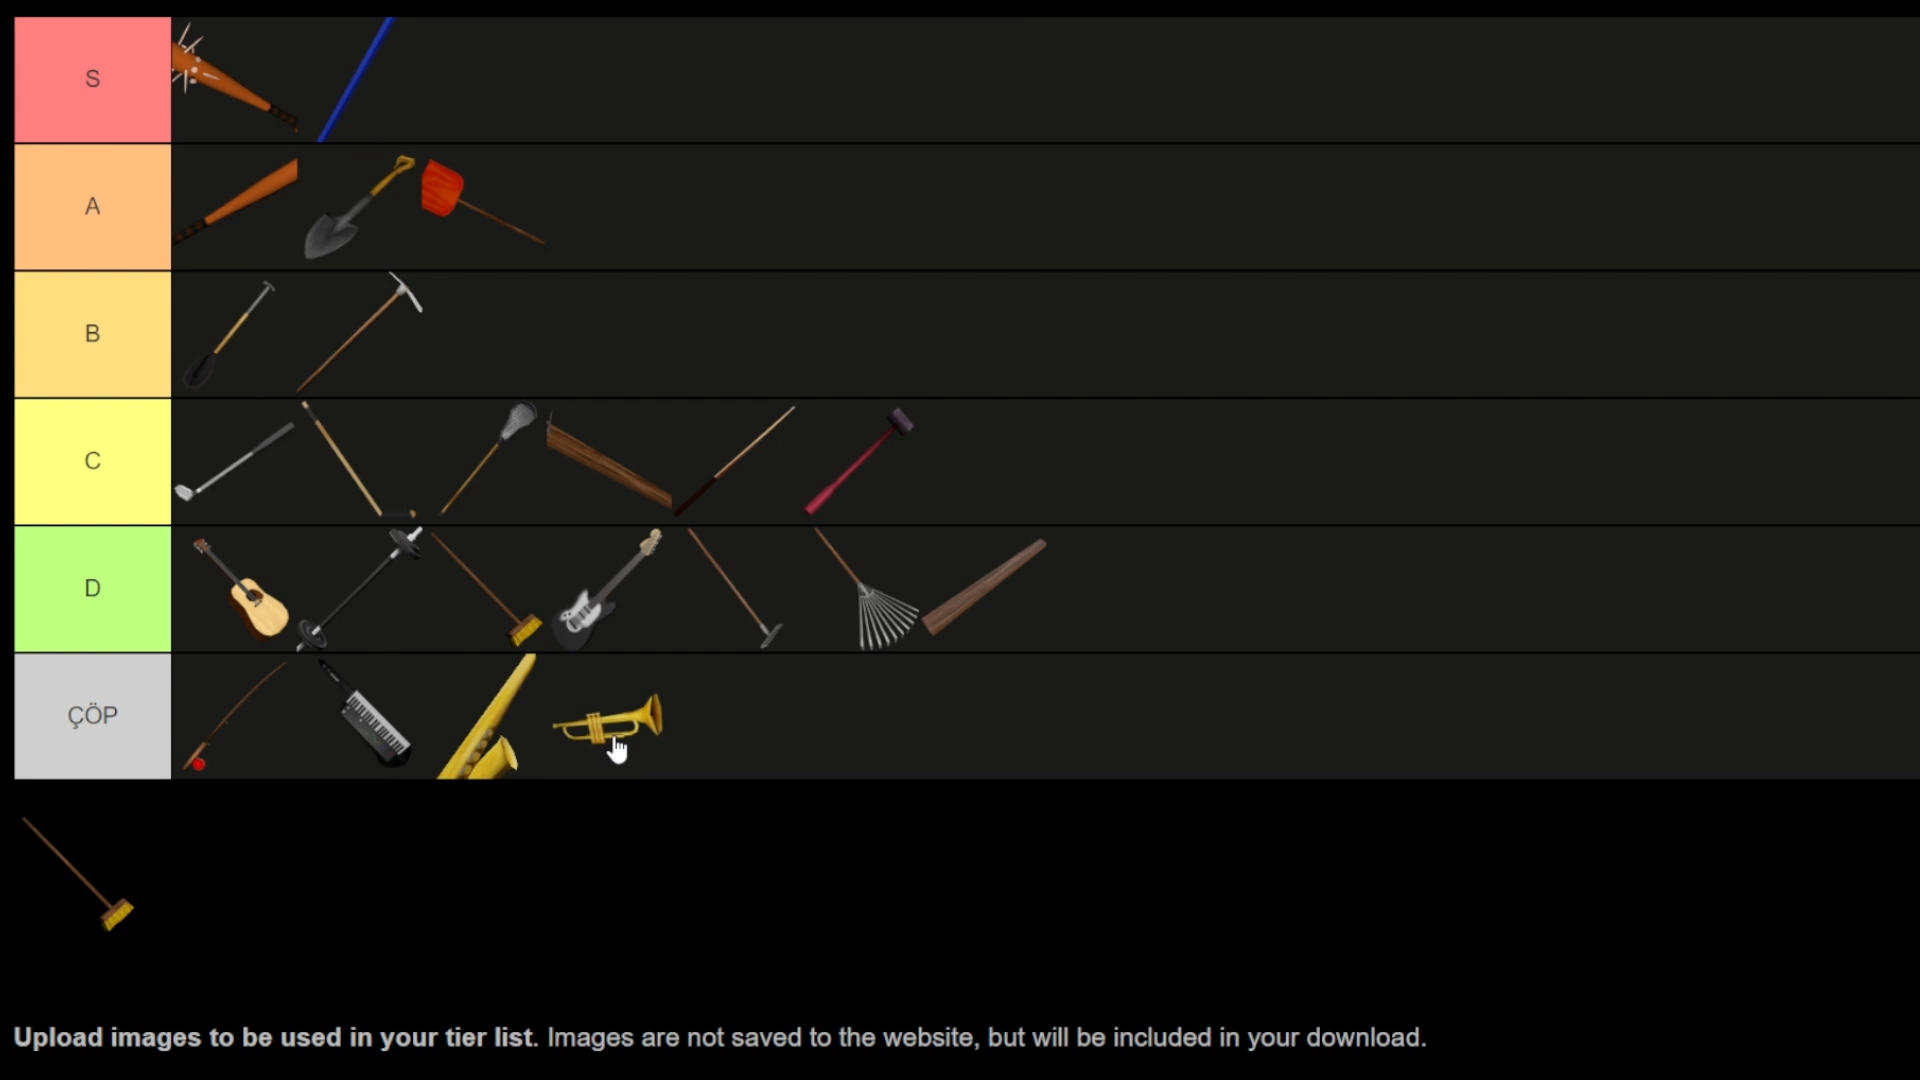 S
A
B
C
D
ÇÖP
Upload images to be used in your tier list. Images are not saved to the website, but will be included in your download.